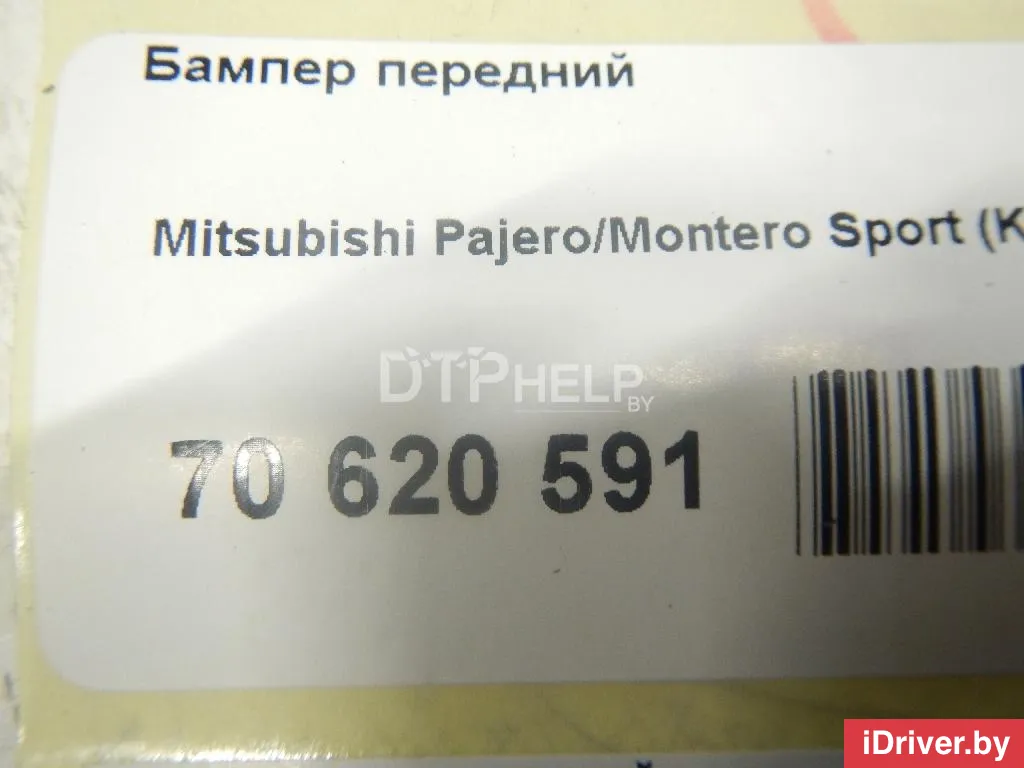 Бампер передний
Mitsubishi Pajero/Montero Sport (K
DTPHELP
BY
70 620 591
iDriver.by